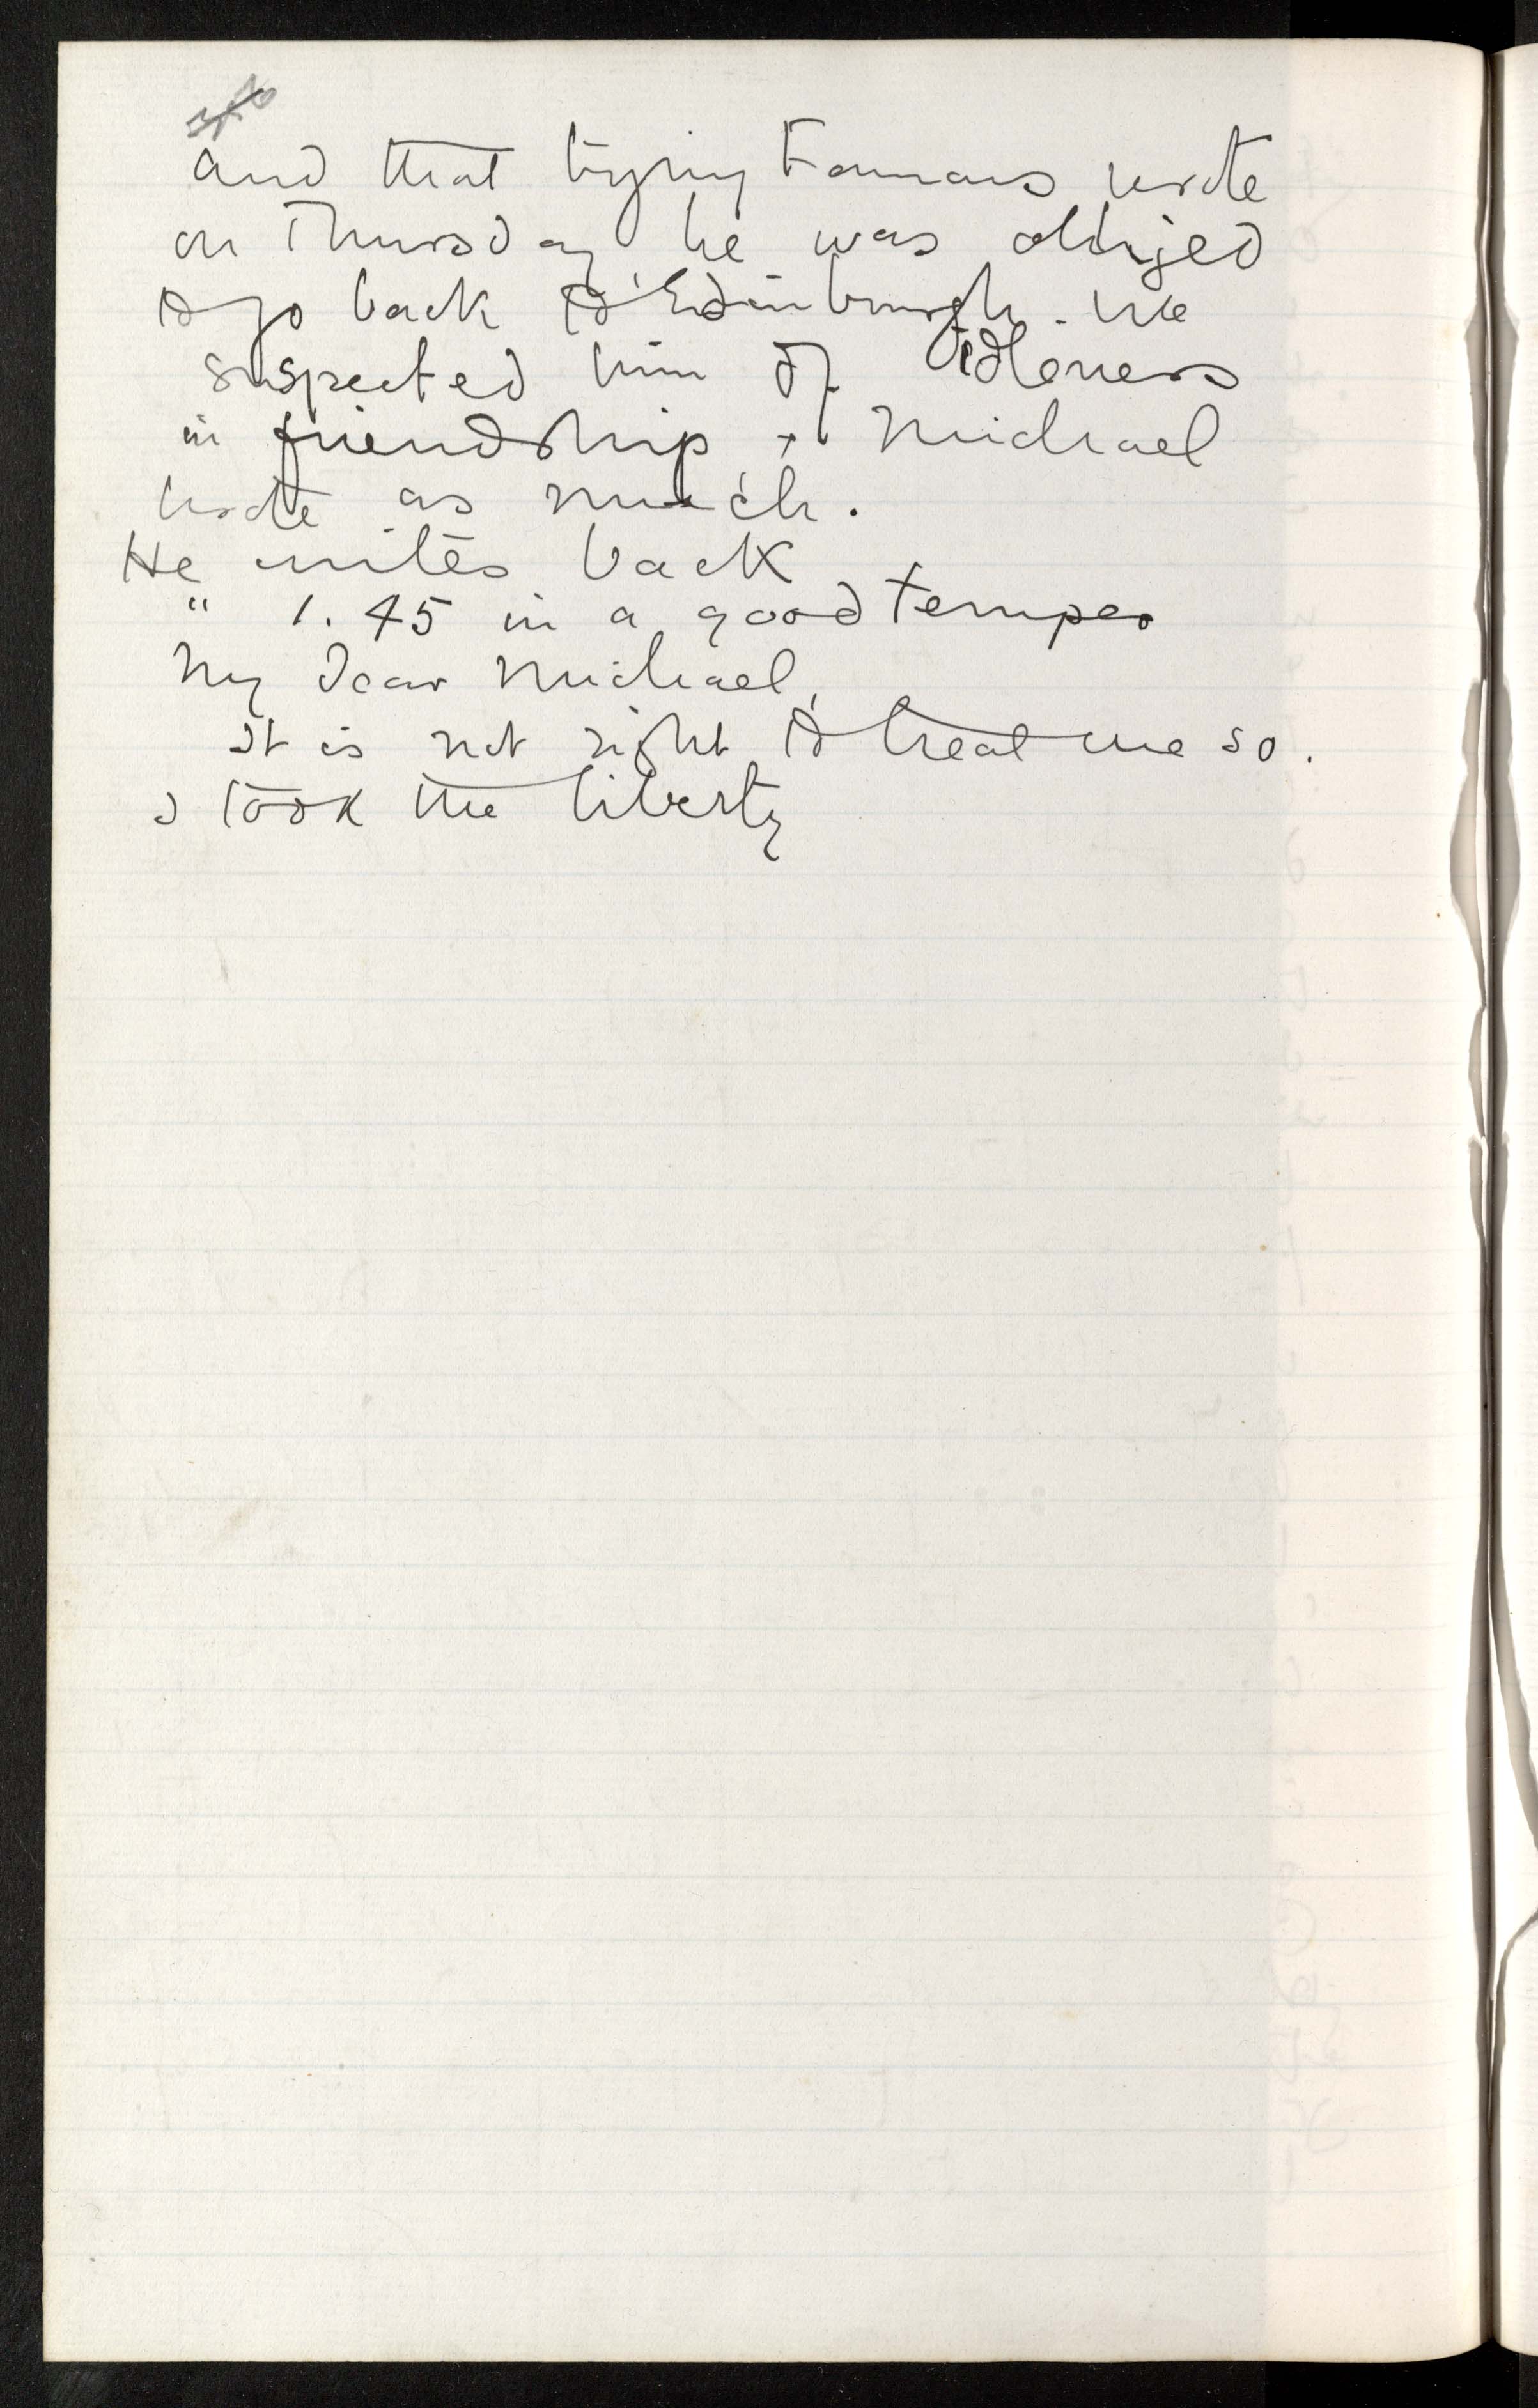 and that trying Tommaso wrote
on Thursday he was obliged
to go back to Edinburgh. We
suspected him of idleness
in friendship & Michael
wrote as much.
He writes back
" 1. 45 in a good temper
My dear Michael,
It is not right to treat me so.
I took the liberty